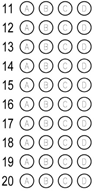 11 A B C D
12 A B C D
13 A B C D
14 A B C D
15 A B C D
16 A B C D
17 A B C D
18 A B C D
19 A B C D
20 A B C D